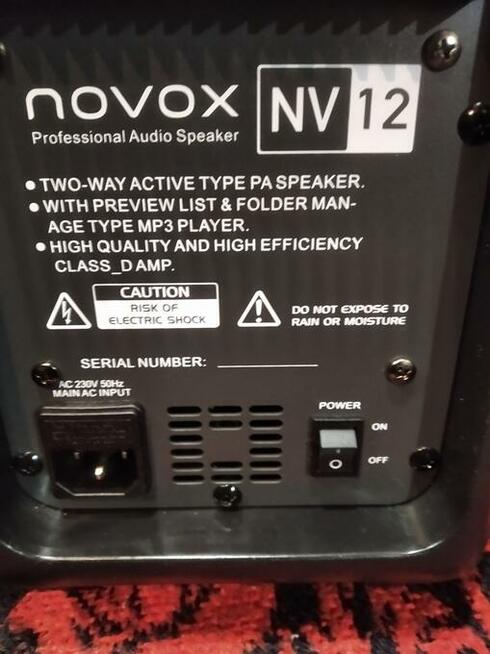 novox NV 12
Professional Audio Speaker
• TWO-WAY ACTIVE TYPE PA SPEAKER.
• WITH PREVIEW LIST & FOLDER MAN-
AGE TYPE MP3 PLAYER.
• HIGH QUALITY AND HIGH EFFICIENCY
CLASS_D AMP.
CAUTION
RISK OF
ELECTRIC SHOCK
DO NOT EXPOSE TO
RAIN OR MOISTURE
SERIAL NUMBER: ________
AC 230V 50Hz
MAIN AC INPUT
POWER
ON
OFF